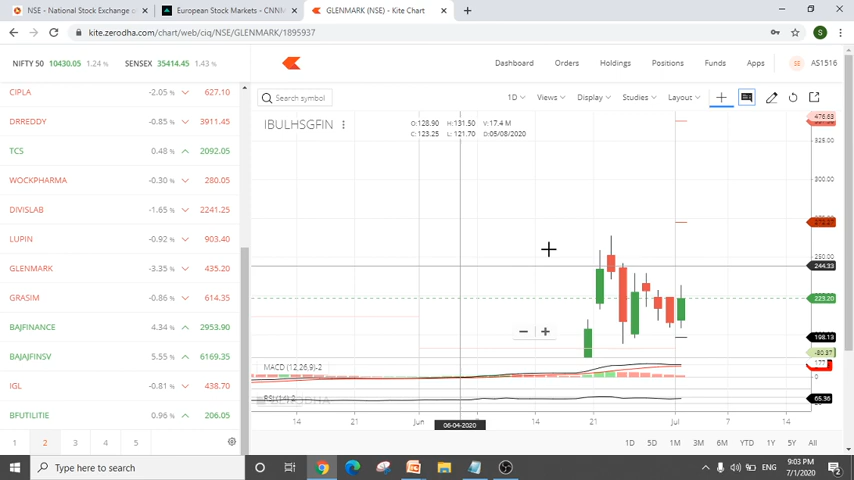 NSE - National Stock Exchange o
European Stock Markets - CNNM
GLENMARK (NSE) - Kite Chart
kite.zerodha.com/chart/web/ciq/NSE/GLENMARK/1895937
S
NIFTY 50 10430.05 1.24 %
SENSEX 35414.45 1.43 %
Dashboard Orders Holdings Positions Funds Apps
SE AS1516
CIPLA -2.05 % 627.10
DRREDDY -0.85 % 3911.45
TCS 0.48 % 2092.05
WOCKPHARMA -0.30 % 280.05
DIVISLAB -1.65 % 2241.25
LUPIN -0.92 % 903.40
GLENMARK -3.35 % 435.20
GRASIM -0.86 % 614.35
BAJFINANCE 4.34 % 2953.90
BAJAJFINSV 5.55 % 6169.35
IGL -0.81 % 438.70
BFUTILITIE 0.96 % 206.05
1 2 3 4 5
Search symbol
1D Views Display Studies Layout
IBULHSGFIN
O:128.90 H:131.50 V:17.4 M
C:123.25 L:121.70 D:05/08/2020
476.63
325.00
300.00
250.00
244.33
223.20
198.13
-80.37
MACD (12,26,9)-2
0
RSI (14)-2
65.36
14 21 Jun 06-04-2020 14 21 Jul 7 14
1D 5D 1M 3M 6M YTD 1Y 5Y All
Type here to search
ENG
9:03 PM
7/1/2020
2